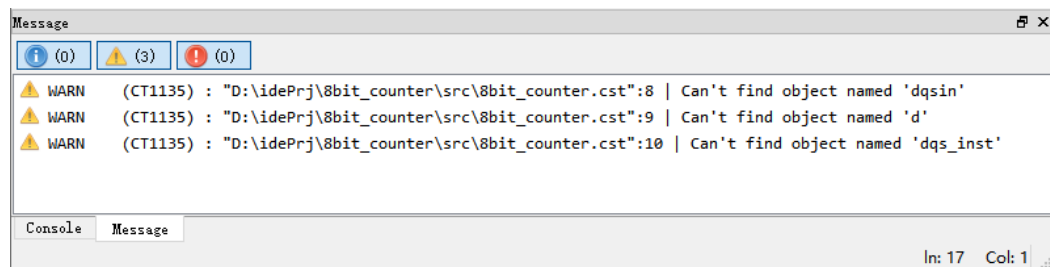 Message
(0) (3) (0)
WARN (CT1135) : "D:\idePrj\8bit_counter\src\8bit_counter.cst":8 | Can't find object named 'dqsin'
WARN (CT1135) : "D:\idePrj\8bit_counter\src\8bit_counter.cst":9 | Can't find object named 'd'
WARN (CT1135) : "D:\idePrj\8bit_counter\src\8bit_counter.cst":10 | Can't find object named 'dqs_inst'
Console Message
In: 17 Col: 1